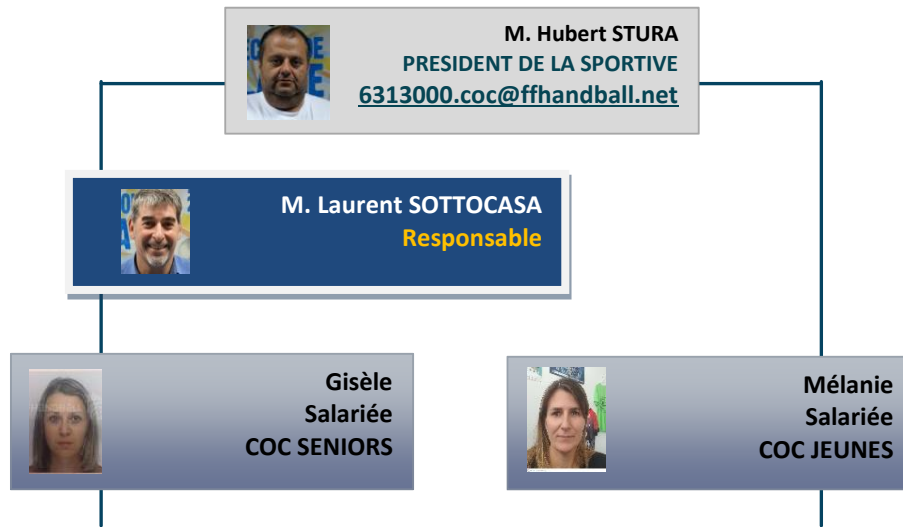 M. Hubert STURA
PRESIDENT DE LA SPORTIVE
6313000.coc@ffhandball.net
M. Laurent SOTTOCASA
Responsable
Gisèle
Salariée
COC SENIORS
Mélanie
Salariée
COC JEUNES